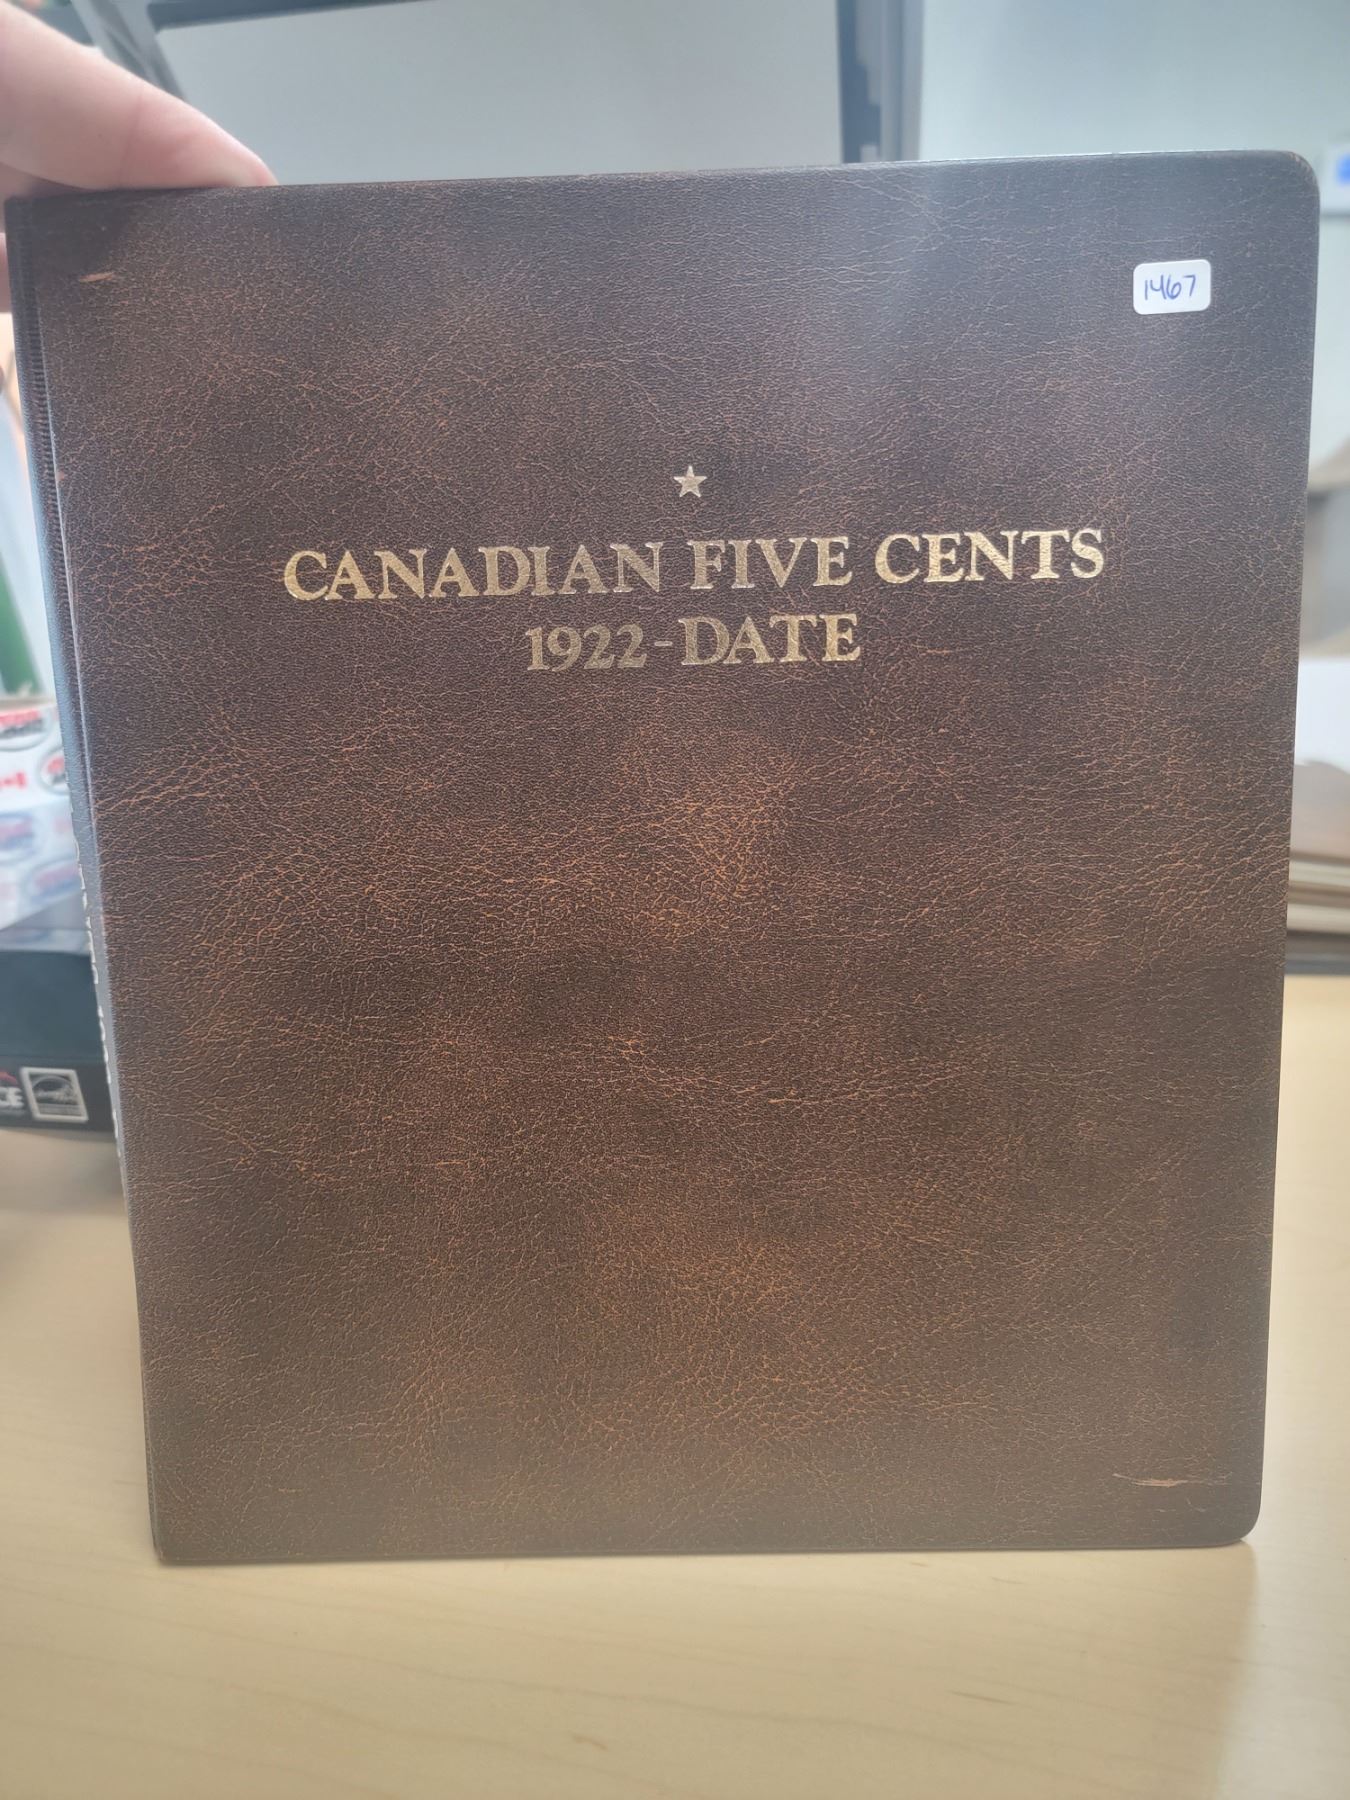 1467
CANADIAN FIVE CENTS
1922-DATE